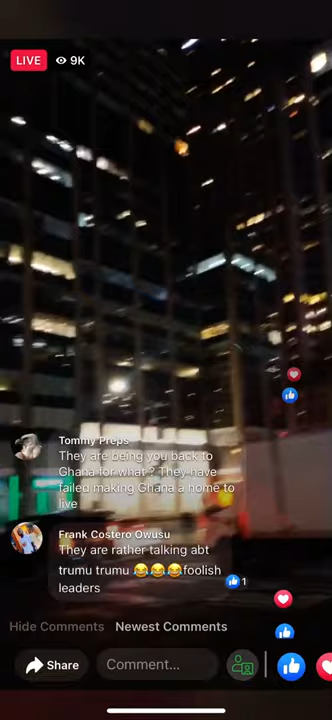 LIVE 9K
Tommy Preps
They are being you back to
Ghana for what ? They have
failed making Ghana a home to
live
Frank Costero Owusu
They are rather talking abt
trumu trumu 😂😂😂foolish
leaders
1
Hide Comments Newest Comments
Share Comment...